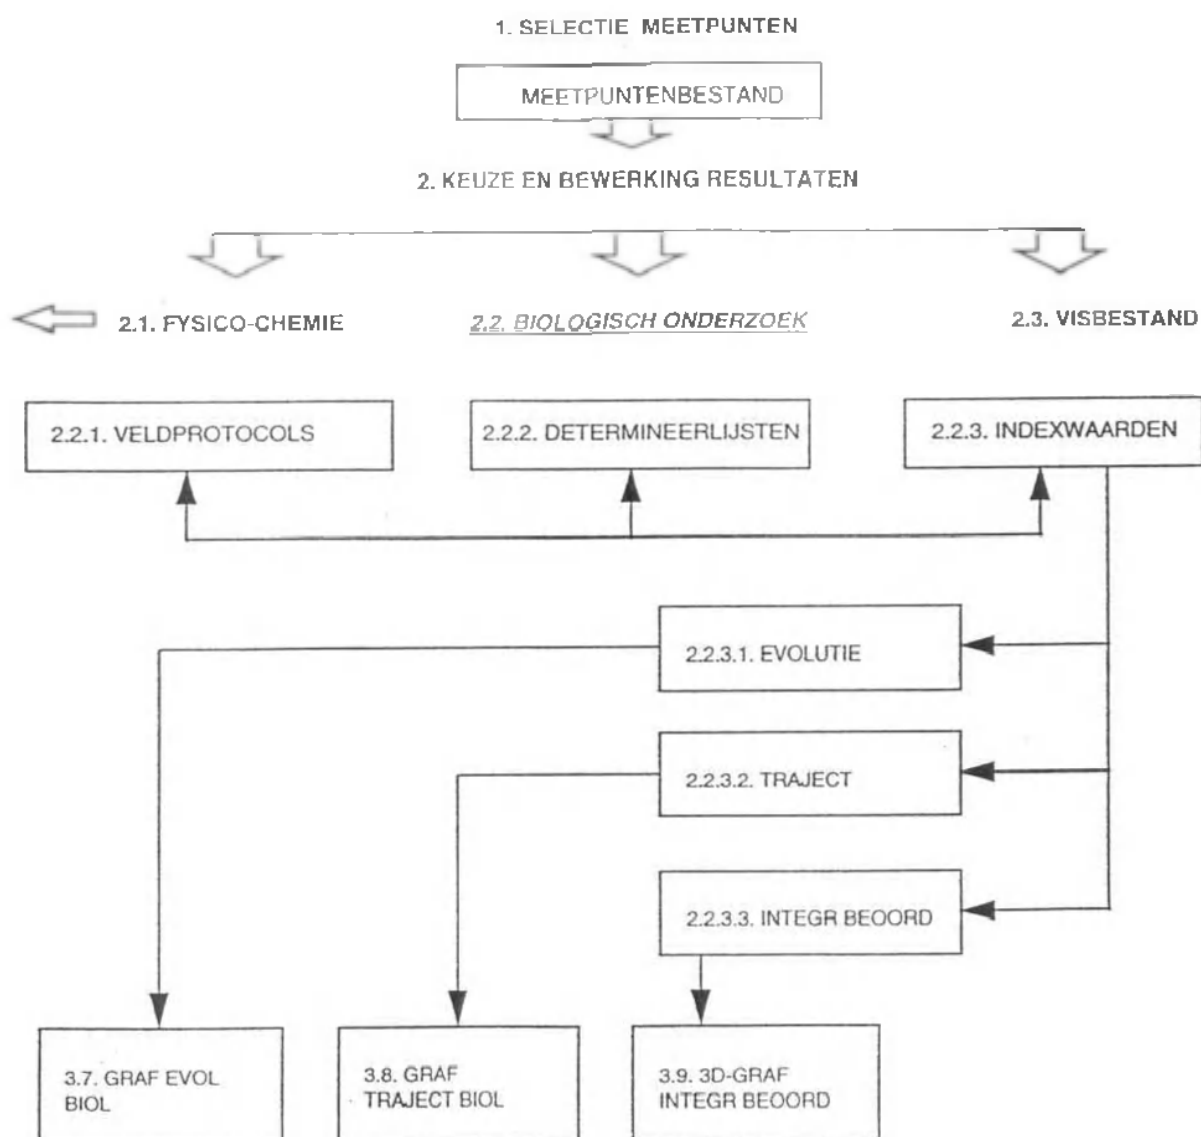 1. SELECTIE MEETPUNTEN
MEETPUNTENBESTAND
2. KEUZE EN BEWERKING RESULTATEN
2.1. FYSICO-CHEMIE
2.2. BIOLOGISCH ONDERZOEK
2.3. VISBESTAND
2.2.1. VELDPROTOCOLS
2.2.2. DETERMINEERLIJSTEN
2.2.3. INDEXWAARDEN
2.2.3.1. EVOLUTIE
2.2.3.2. TRAJECT
2.2.3.3. INTEGR BEOORD
3.7. GRAF EVOL
BIOL
3.8. GRAF
TRAJECT BIOL
3.9. 3D-GRAF
INTEGR BEOORD